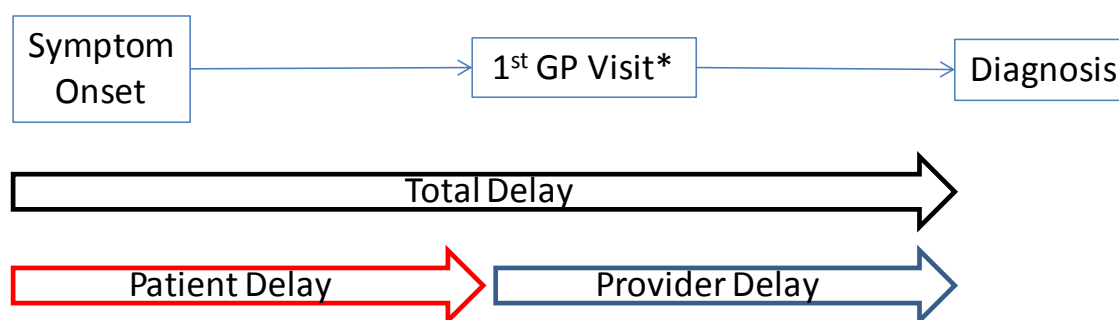 Symptom
Onset
1st GP Visit*
Diagnosis
Total Delay
Patient Delay
Provider Delay